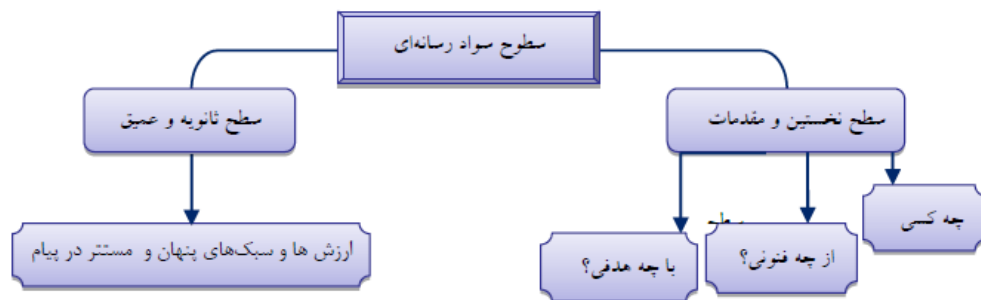 سطوح سواد رسانه‌ای
سطح نخستین و مقدمات
سطح ثانویه و عمیق
چه کسی
سطح
از چه فنونی؟
با چه هدفی؟
ارزش ها و سبک‌های پنهان و مستتر در پیام